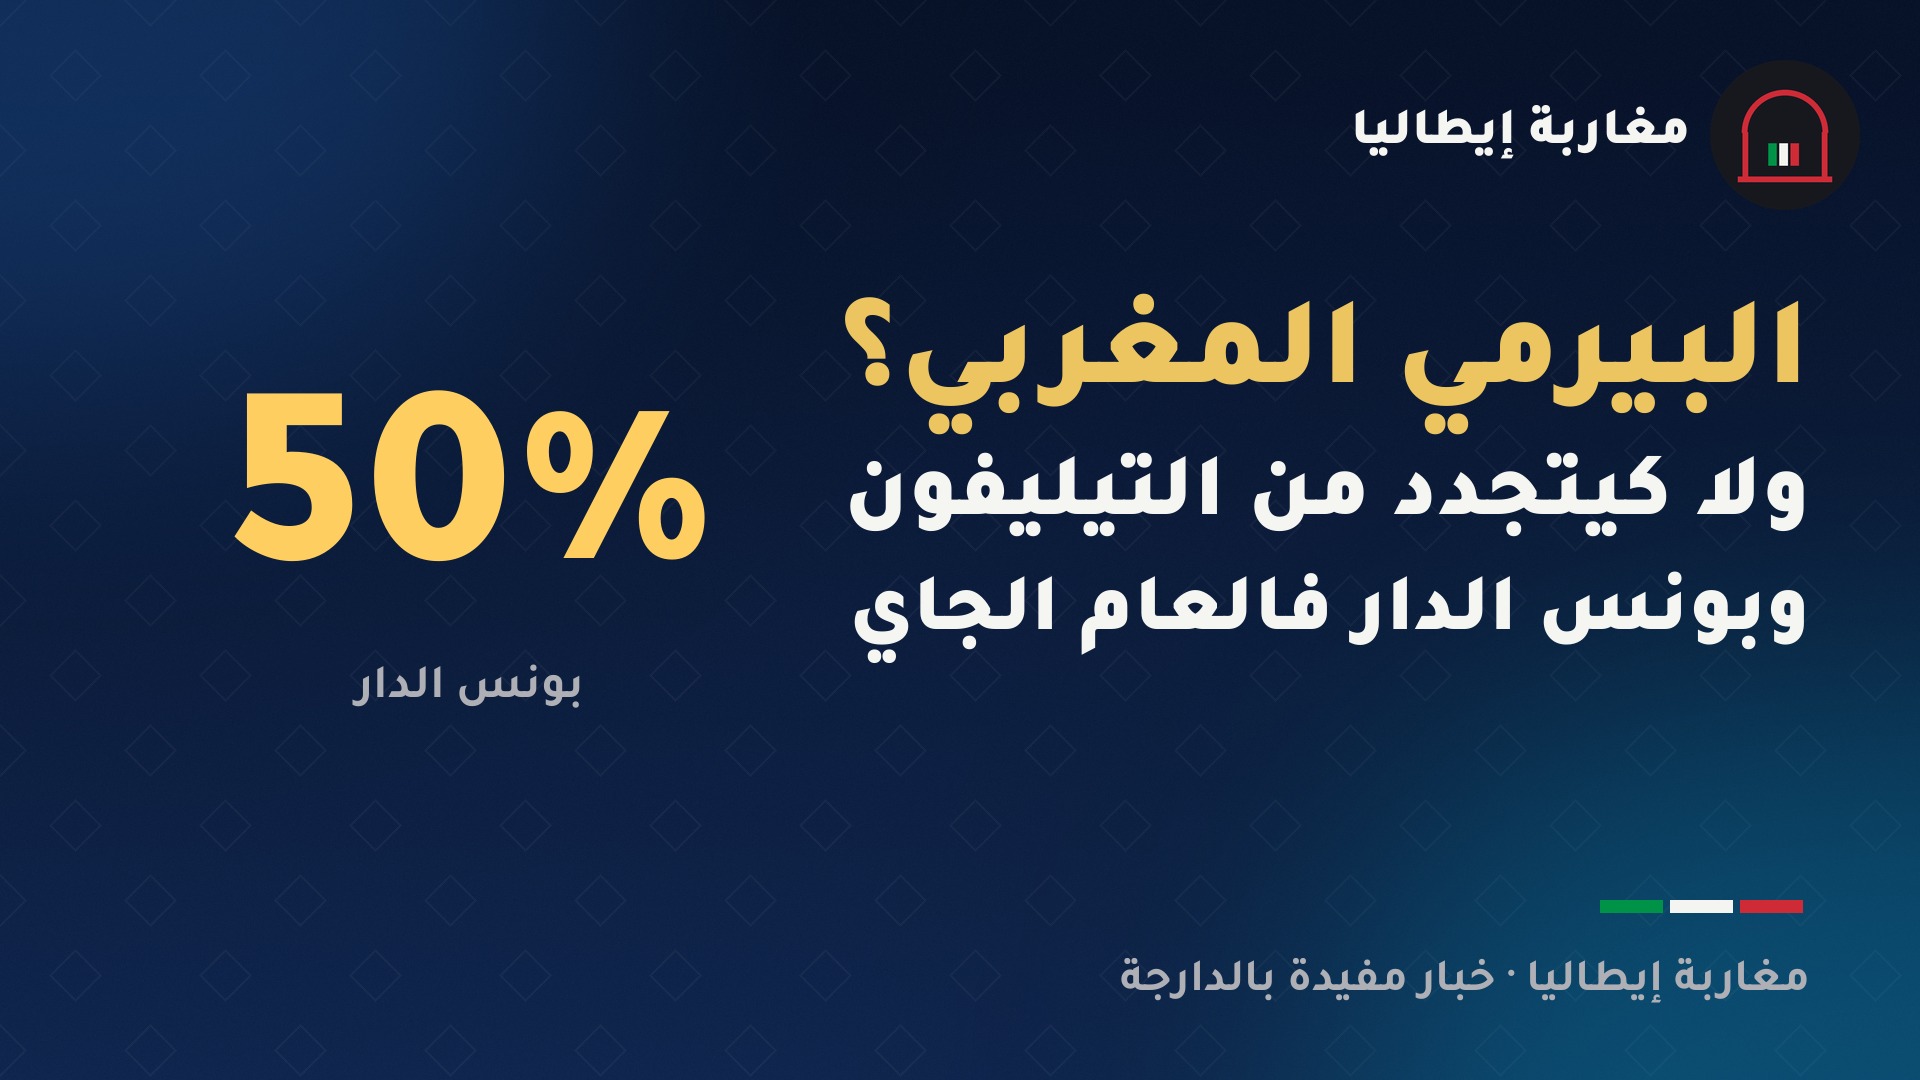 مغاربة إيطاليا
البيرمي المغربي؟
ولا كيتجدد من التيليفون
وبونس الدار فالعام الجاي
50%
بونس الدار
مغاربة إيطاليا · خبار مفيدة بالدارجة